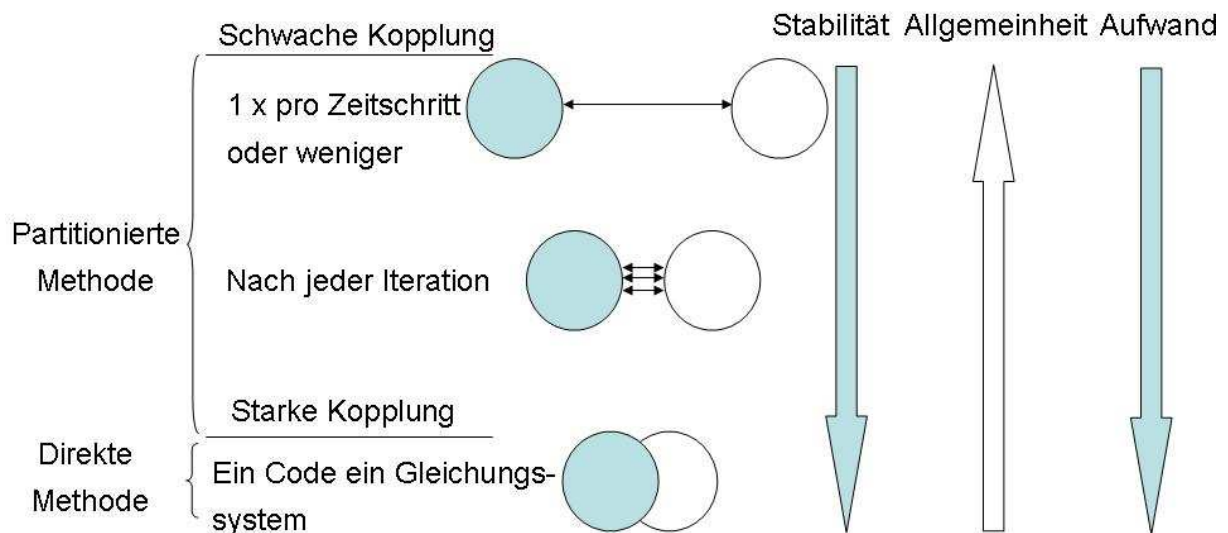 Schwache Kopplung
Stabilität Allgemeinheit Aufwand
1 x pro Zeitschritt
oder weniger
Partitionierte
Methode
Nach jeder Iteration
Starke Kopplung
Direkte
Methode
Ein Code ein Gleichungs-
system